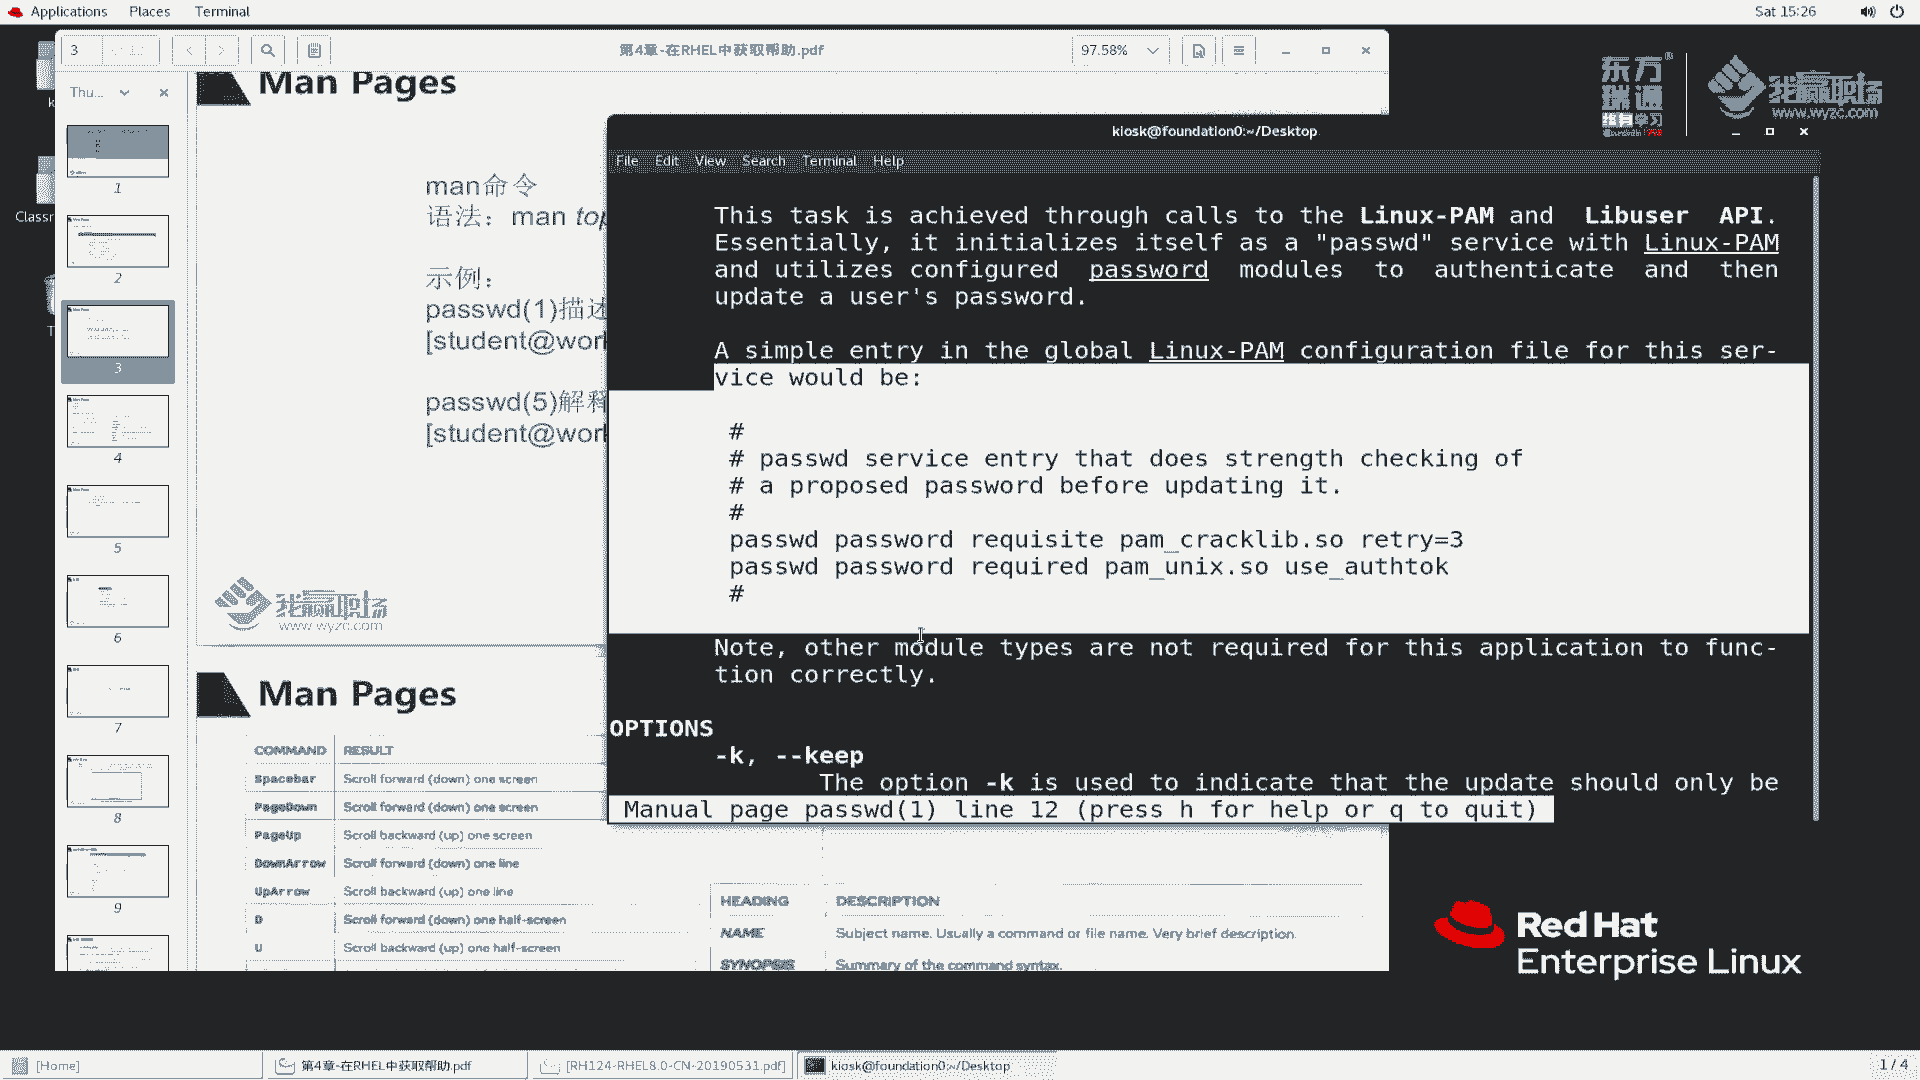 Applications Places Terminal
Sat 15:26
3
第4章-在RHEL中获取帮助.pdf
97.58%
Thu...
1
2
3
4
5
6
7
8
9
Man Pages
man命令
语法：man
示例：
passwd(1)描述
[student@wor
passwd(5)解释
[student@wor
我赢职场
www.wyzc.com
Man Pages
COMMAND RESULT
Spacebar Scroll forward (down) one screen
PageDown Scroll forward (down) one screen
PageUp Scroll backward (up) one screen
DownArrow Scroll forward (down) one line
UpArrow Scroll backward (up) one line
D Scroll forward (down) one half-screen
U Scroll backward (up) one half-screen
HEADING DESCRIPTION
NAME Subject name. Usually a command or file name. Very brief description.
SYNOPSIS Summary of the command syntax.
kiosk@foundation0:~/Desktop
File Edit View Search Terminal Help
This task is achieved through calls to the Linux-PAM and Libuser API.
Essentially, it initializes itself as a "passwd" service with Linux-PAM
and utilizes configured password modules to authenticate and then
update a user's password.
A simple entry in the global Linux-PAM configuration file for this ser-
vice would be:
#
# passwd service entry that does strength checking of
# a proposed password before updating it.
#
passwd password requisite pam_cracklib.so retry=3
passwd password required pam_unix.so use_authtok
#
Note, other module types are not required for this application to func-
tion correctly.
OPTIONS
-k, --keep
The option -k is used to indicate that the update should only be
Manual page passwd(1) line 12 (press h for help or q to quit)
东方瑞通
我赢职场
www.wyzc.com
Red Hat
Enterprise Linux
[Home]
第4章-在RHEL中获取帮助.pdf
[RH124-RHEL8.0-CN-20190531.pdf]
kiosk@foundation0:~/Desktop
1 / 4